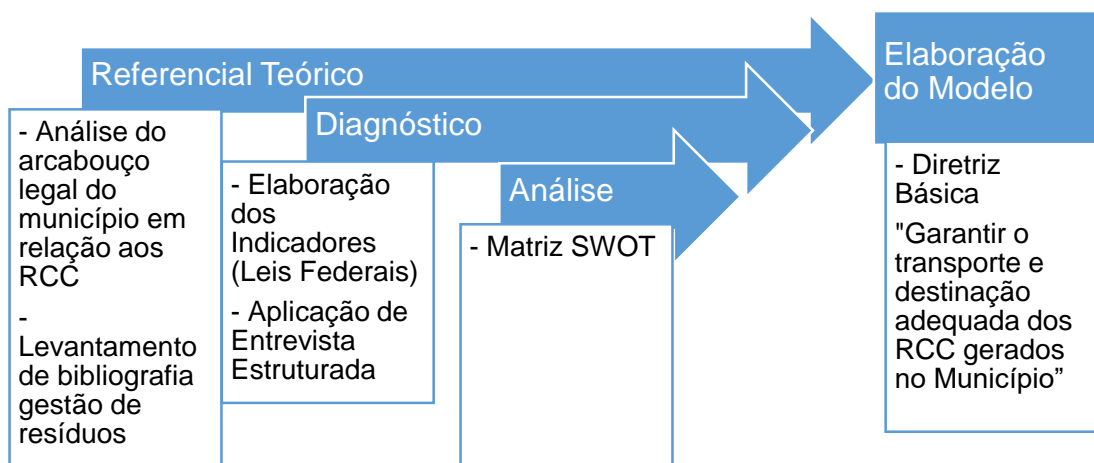 Referencial Teórico
- Análise do
arcabouço
legal do
município em
relação aos
RCC
-
Levantamento
de bibliografia
gestão de
resíduos
Diagnóstico
- Elaboração
dos
Indicadores
(Leis Federais)
- Aplicação de
Entrevista
Estruturada
Análise
- Matriz SWOT
Elaboração
do Modelo
- Diretriz
Básica
"Garantir o
transporte e
destinação
adequada dos
RCC gerados
no Município”